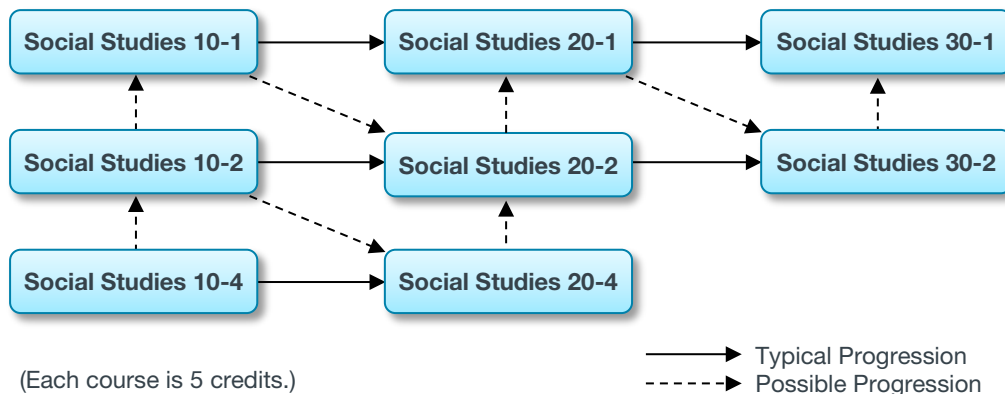 Social Studies 10-1
Social Studies 20-1
Social Studies 30-1
Social Studies 10-2
Social Studies 20-2
Social Studies 30-2
Social Studies 10-4
Social Studies 20-4
(Each course is 5 credits.)
Typical Progression
Possible Progression